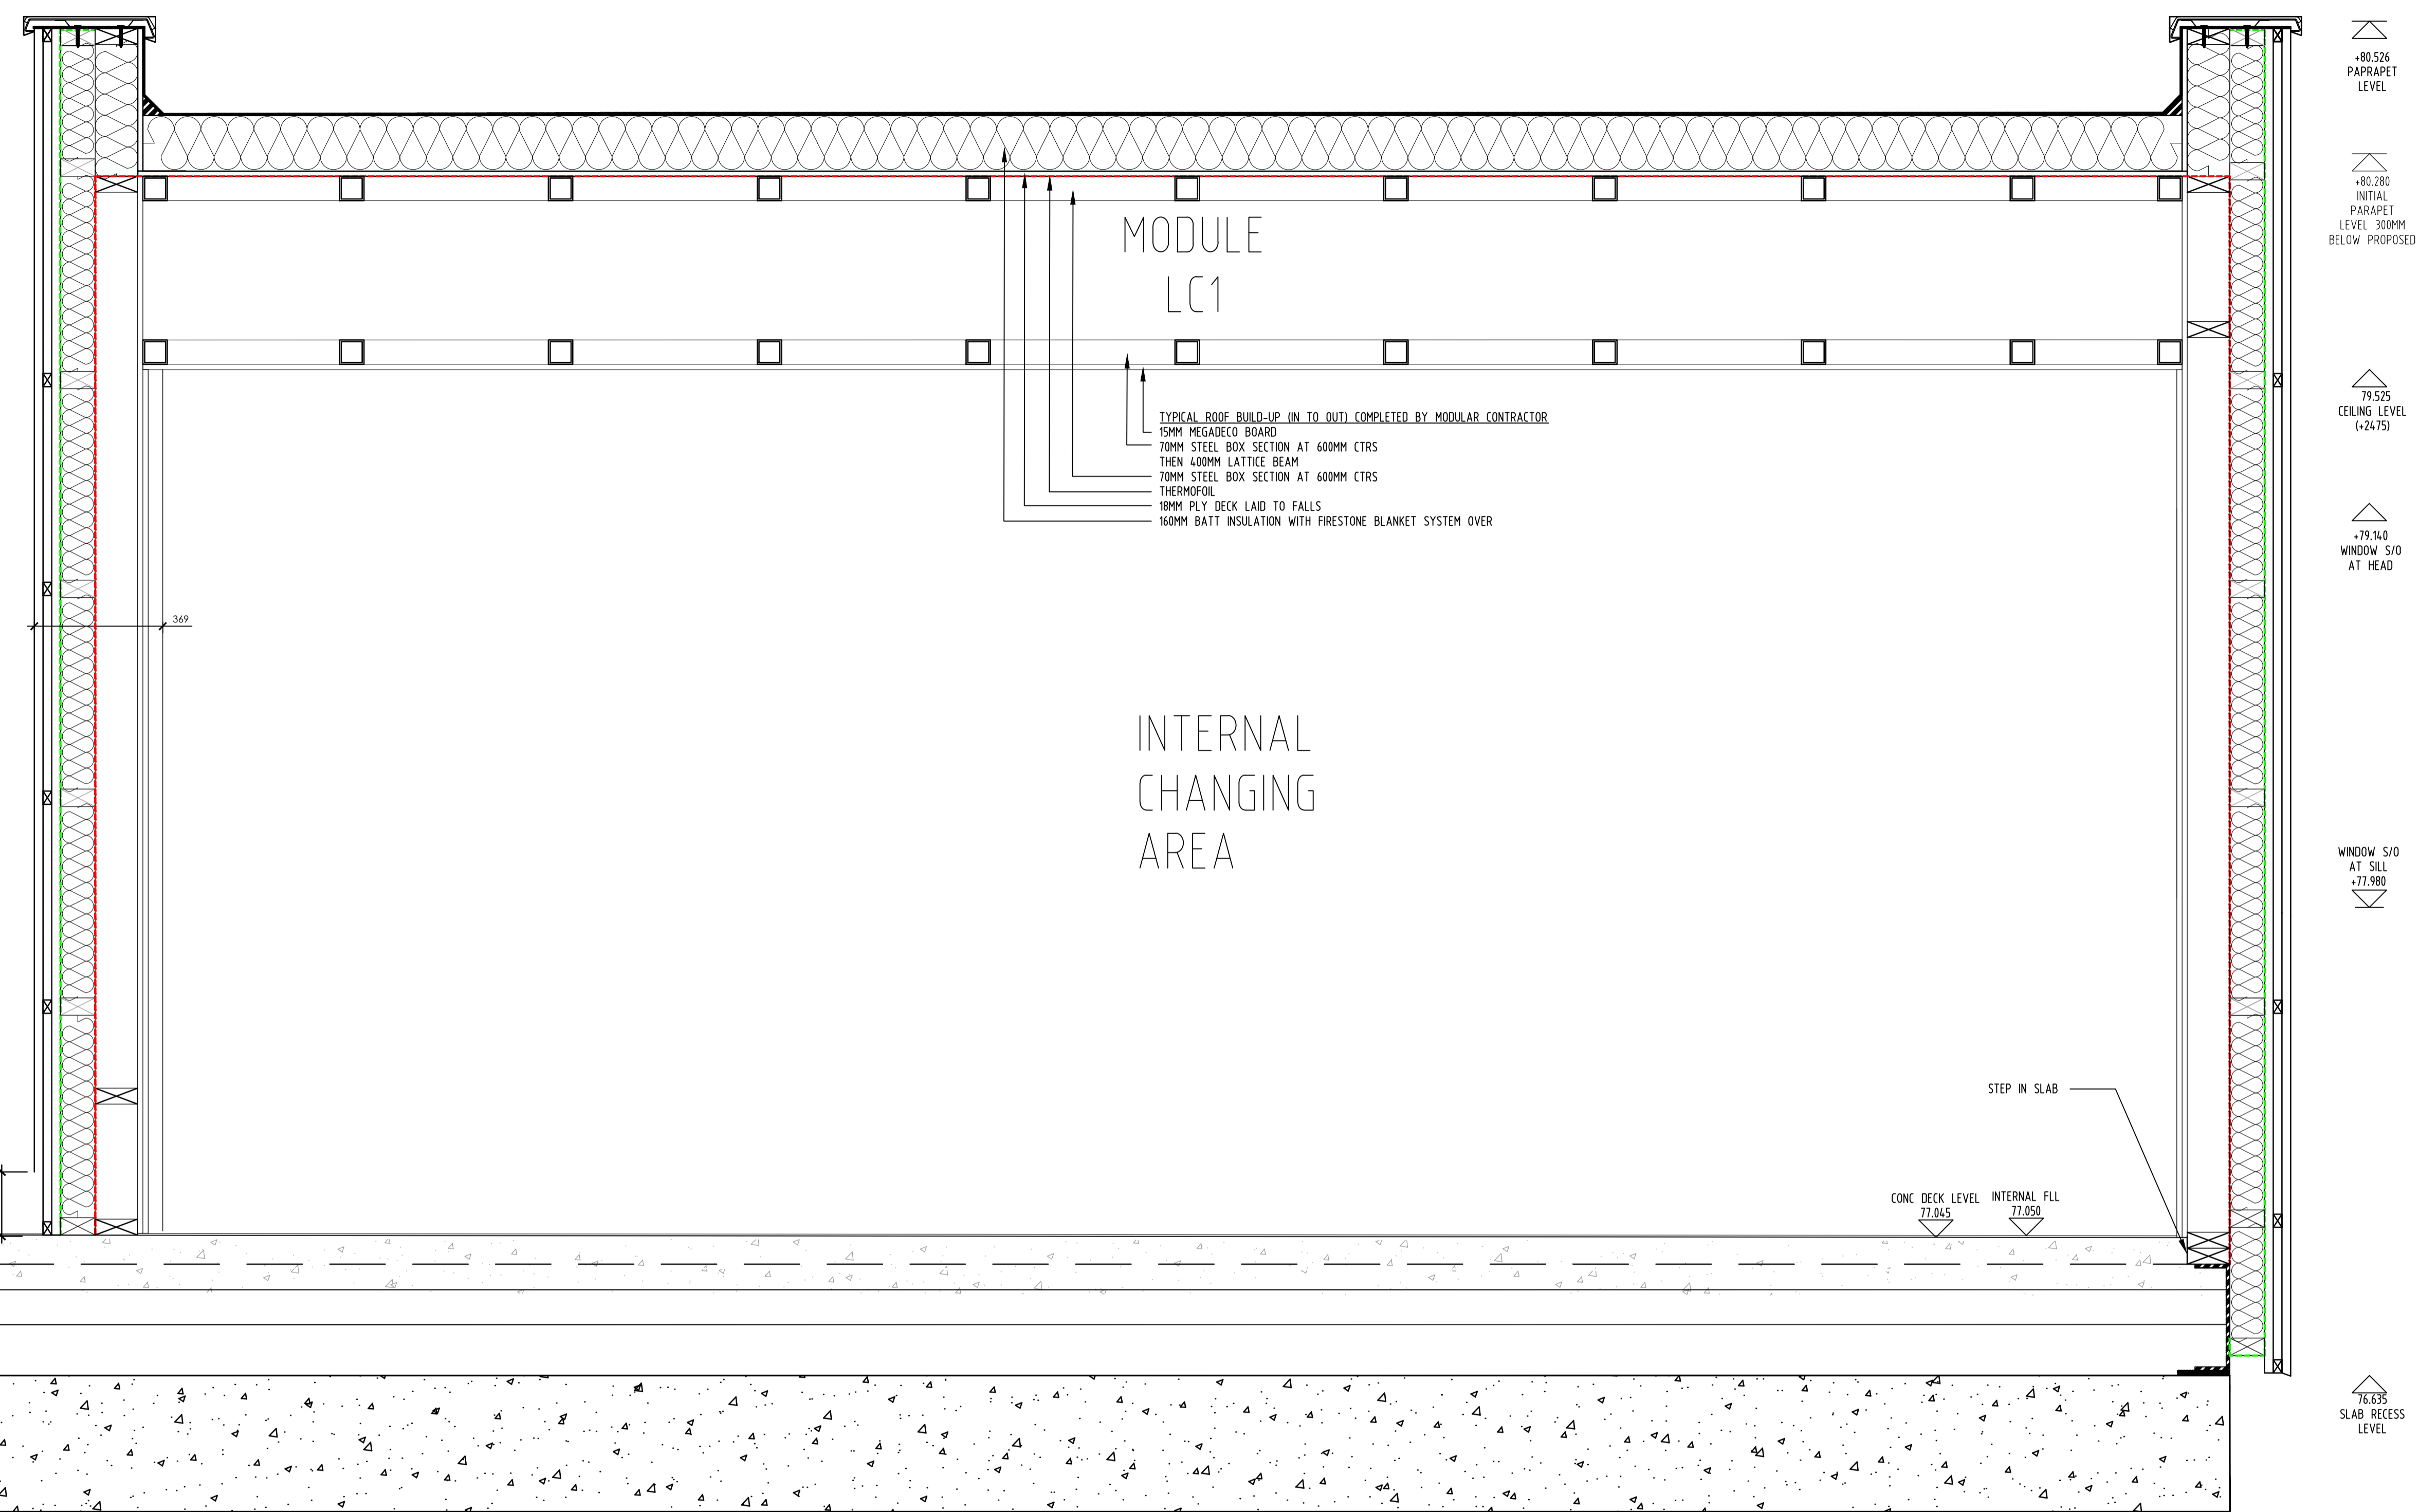 +80.526
PAPRAPET
LEVEL
+80.280
INITIAL
PARAPET
LEVEL 300MM
BELOW PROPOSED
MODULE
LC1
79.525
CEILING LEVEL
(+2475)
TYPICAL ROOF BUILD-UP (IN TO OUT) COMPLETED BY MODULAR CONTRACTOR
15MM MEGADECO BOARD
70MM STEEL BOX SECTION AT 600MM CTRS
THEN 400MM LATTICE BEAM
70MM STEEL BOX SECTION AT 600MM CTRS
THERMOFOIL
18MM PLY DECK LAID TO FALLS
160MM BATT INSULATION WITH FIRESTONE BLANKET SYSTEM OVER
+79.140
WINDOW S/O
AT HEAD
369
INTERNAL
CHANGING
AREA
WINDOW S/O
AT SILL
+77.980
STEP IN SLAB
CONC DECK LEVEL
77.045
INTERNAL FLL
77.050
76.635
SLAB RECESS
LEVEL